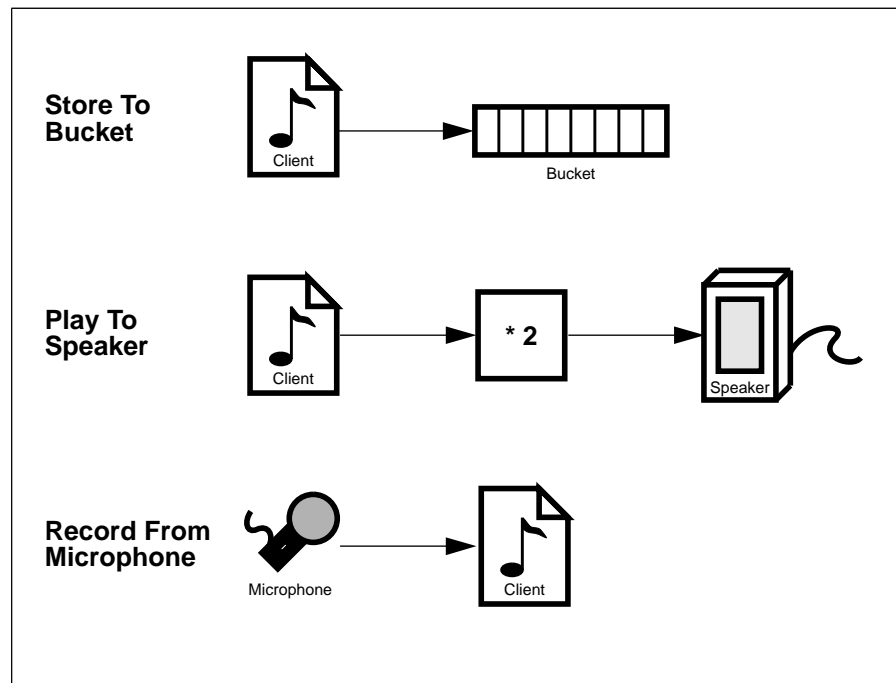 Store To
Bucket
Client
Bucket
Play To
Speaker
Client
* 2
Speaker
Record From
Microphone
Microphone
Client